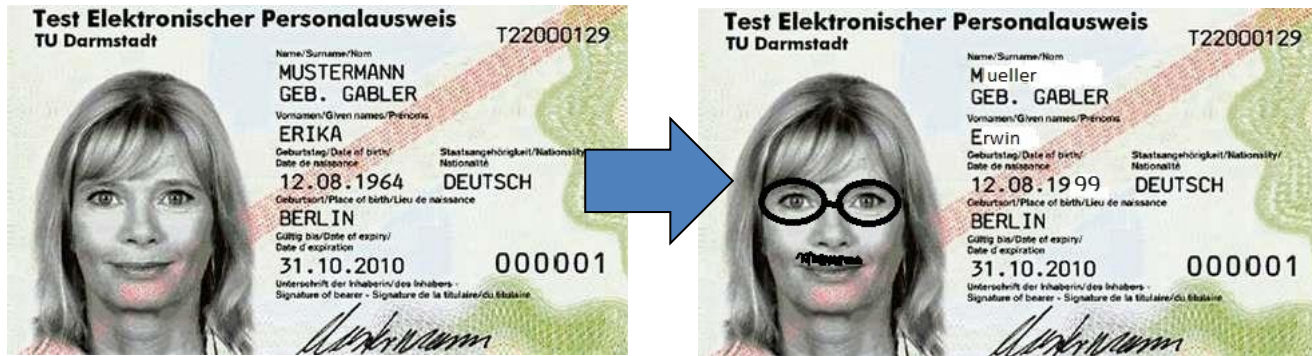 Test Elektronischer Personalausweis
TU Darmstadt
T22000129
Name/Surname/Nom
MUSTERMANN
GEB. GABLER
Vornamen/Given names/Prénoms
ERIKA
Geburtstag/Date of birth/
Date de naissance
Staatsangehörigkeit/Nationality/
Nationalité
12.08.1964
DEUTSCH
Geburtsort/Place of birth/Lieu de naissance
BERLIN
Gültig bis/Date of expiry/
Date d'expiration
31.10.2010
000001
Unterschrift der Inhaberin/des Inhabers -
Signature of bearer - Signature de la titulaire/du titulaire
Mustermann
Test Elektronischer Personalausweis
TU Darmstadt
T22000129
Name/Surname/Nom
Mueller
GEB. GABLER
Vornamen/Given names/Prénoms
Erwin
Geburtstag/Date of birth/
Date de naissance
Staatsangehörigkeit/Nationality/
Nationalité
12.08.1999
DEUTSCH
Geburtsort/Place of birth/Lieu de naissance
BERLIN
Gültig bis/Date of expiry/
Date d'expiration
31.10.2010
000001
Unterschrift der Inhaberin/des Inhabers -
Signature of bearer - Signature de la titulaire/du titulaire
Mustermann